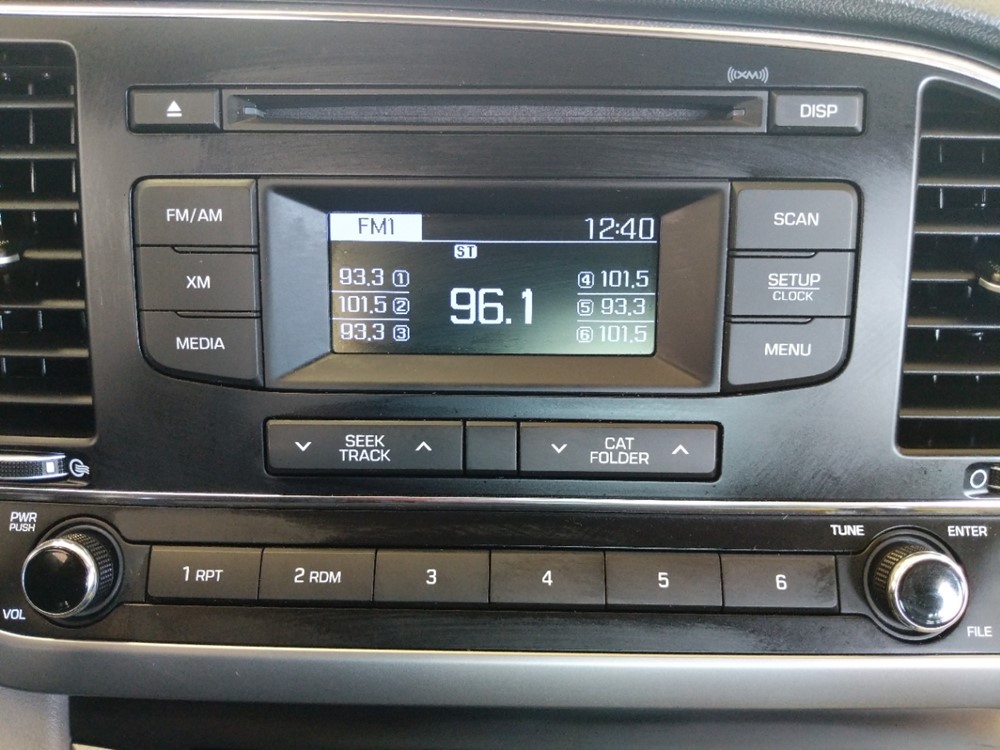 ((XM))
DISP
FM/AM
XM
MEDIA
FM1 12:40
ST
93.3 1
101.5 2
93.3 3
96.1
4 101.5
5 93.3
6 101.5
SCAN
SETUP
CLOCK
MENU
SEEK
TRACK
CAT
FOLDER
PWR
PUSH
VOL
1 RPT
2 RDM
3
4
5
6
TUNE
ENTER
FILE